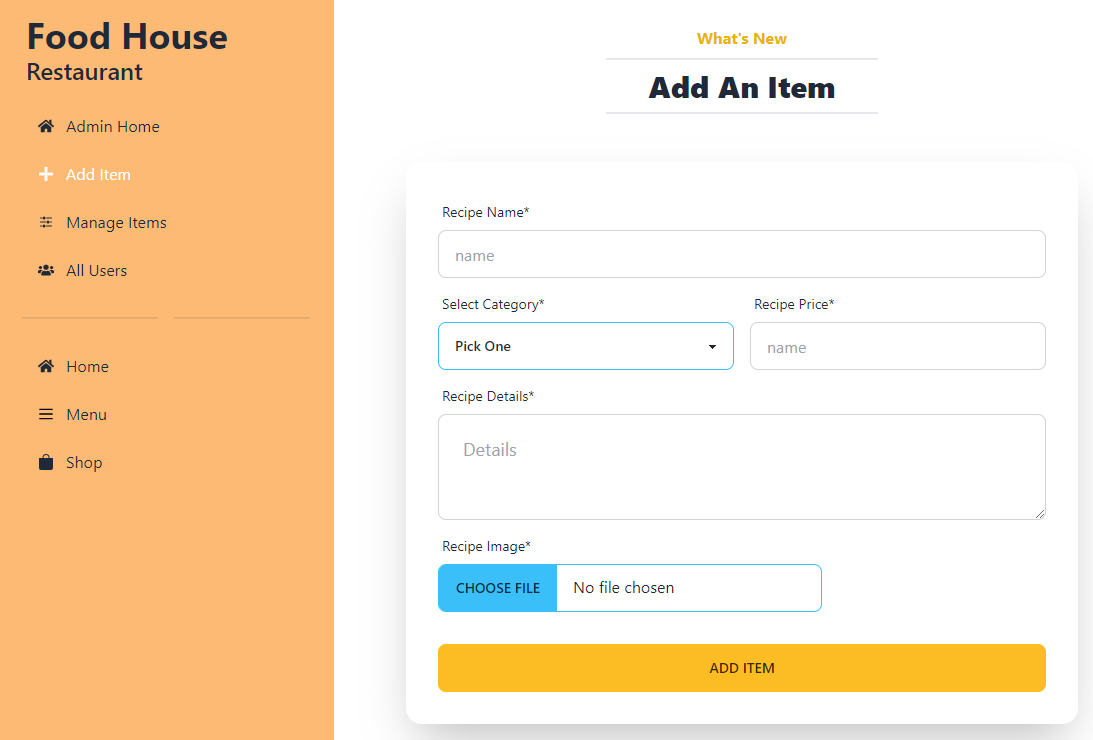 Food House
Restaurant
Admin Home
Add Item
Manage Items
All Users
Home
Menu
Shop
What's New
Add An Item
Recipe Name*
name
Select Category* Recipe Price*
Pick One name
Recipe Details*
Details
Recipe Image*
CHOOSE FILE No file chosen
ADD ITEM